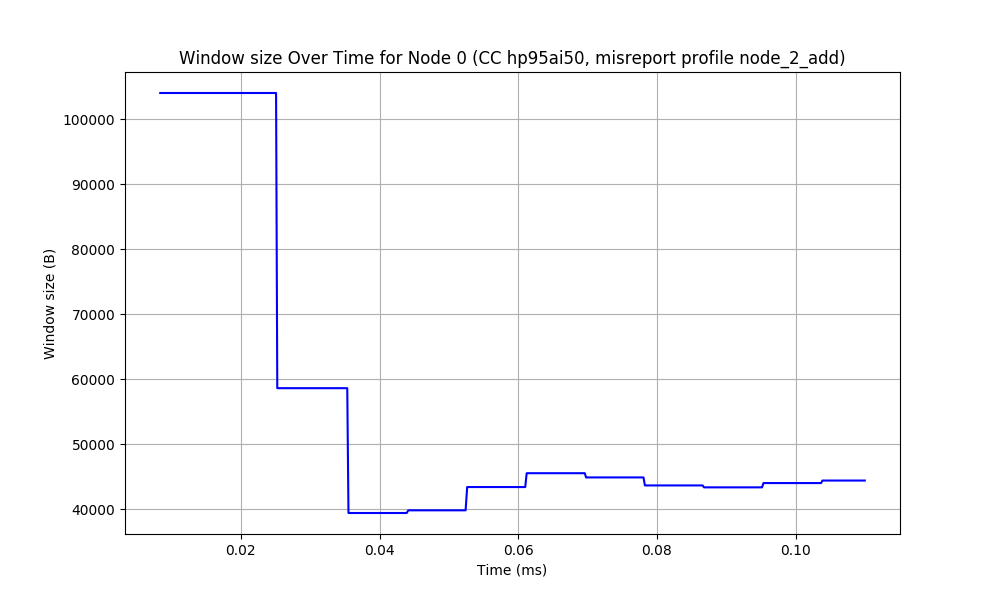 Window size Over Time for Node 0 (CC hp95ai50, misreport profile node_2_add)
100000
90000
80000
70000
60000
50000
40000
Window size (B)
0.02 0.04 0.06 0.08 0.10
Time (ms)